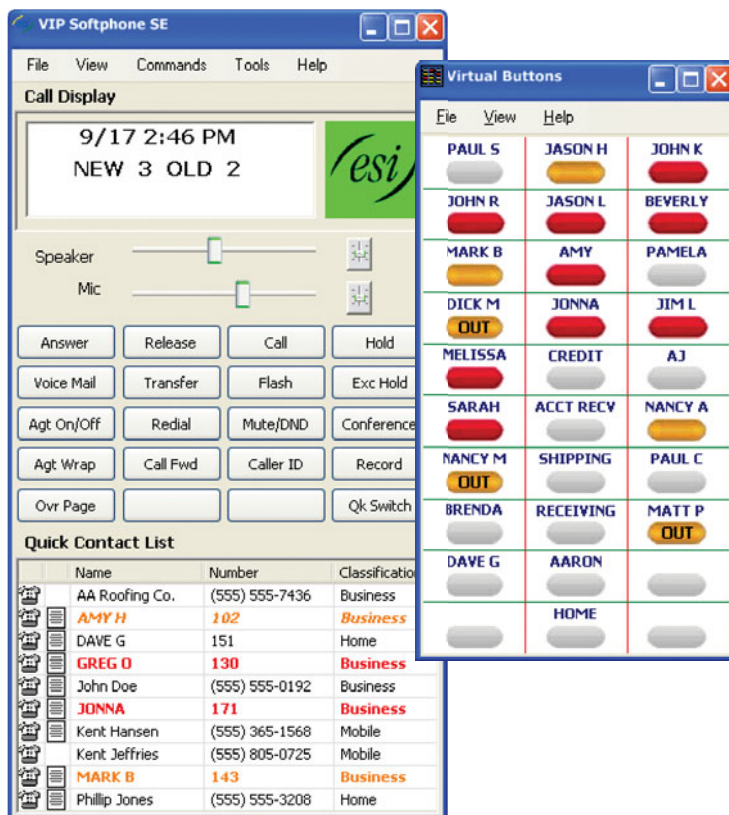 VIP Softphone SE
File View Commands Tools Help
Call Display
9/17 2:46 PM
NEW 3 OLD 2
esi
Speaker
Mic
Answer Release Call Hold
Voice Mail Transfer Flash Exc Hold
Agt On/Off Redial Mute/DND Conference
Agt Wrap Call Fwd Caller ID Record
Ovr Page Qk Switch
Quick Contact List
Name Number Classification
AA Roofing Co. (555) 555-7436 Business
AMY H 102 Business
DAVE G 151 Home
GREG O 130 Business
John Doe (555) 555-0192 Business
JONNA 171 Business
Kent Hansen (555) 365-1568 Mobile
Kent Jeffries (555) 805-0725 Mobile
MARK B 143 Business
Phillip Jones (555) 555-3208 Home
Virtual Buttons
File View Help
PAUL S JASON H JOHN K
JOHN R JASON L BEVERLY
MARK B AMY PAMELA
DICK M JONNA JIM L
OUT
MELISSA CREDIT AJ
SARAH ACCT RECV NANCY A
NANCY M SHIPPING PAUL C
OUT
BRENDA RECEIVING MATT P
OUT
DAVE G AARON
HOME